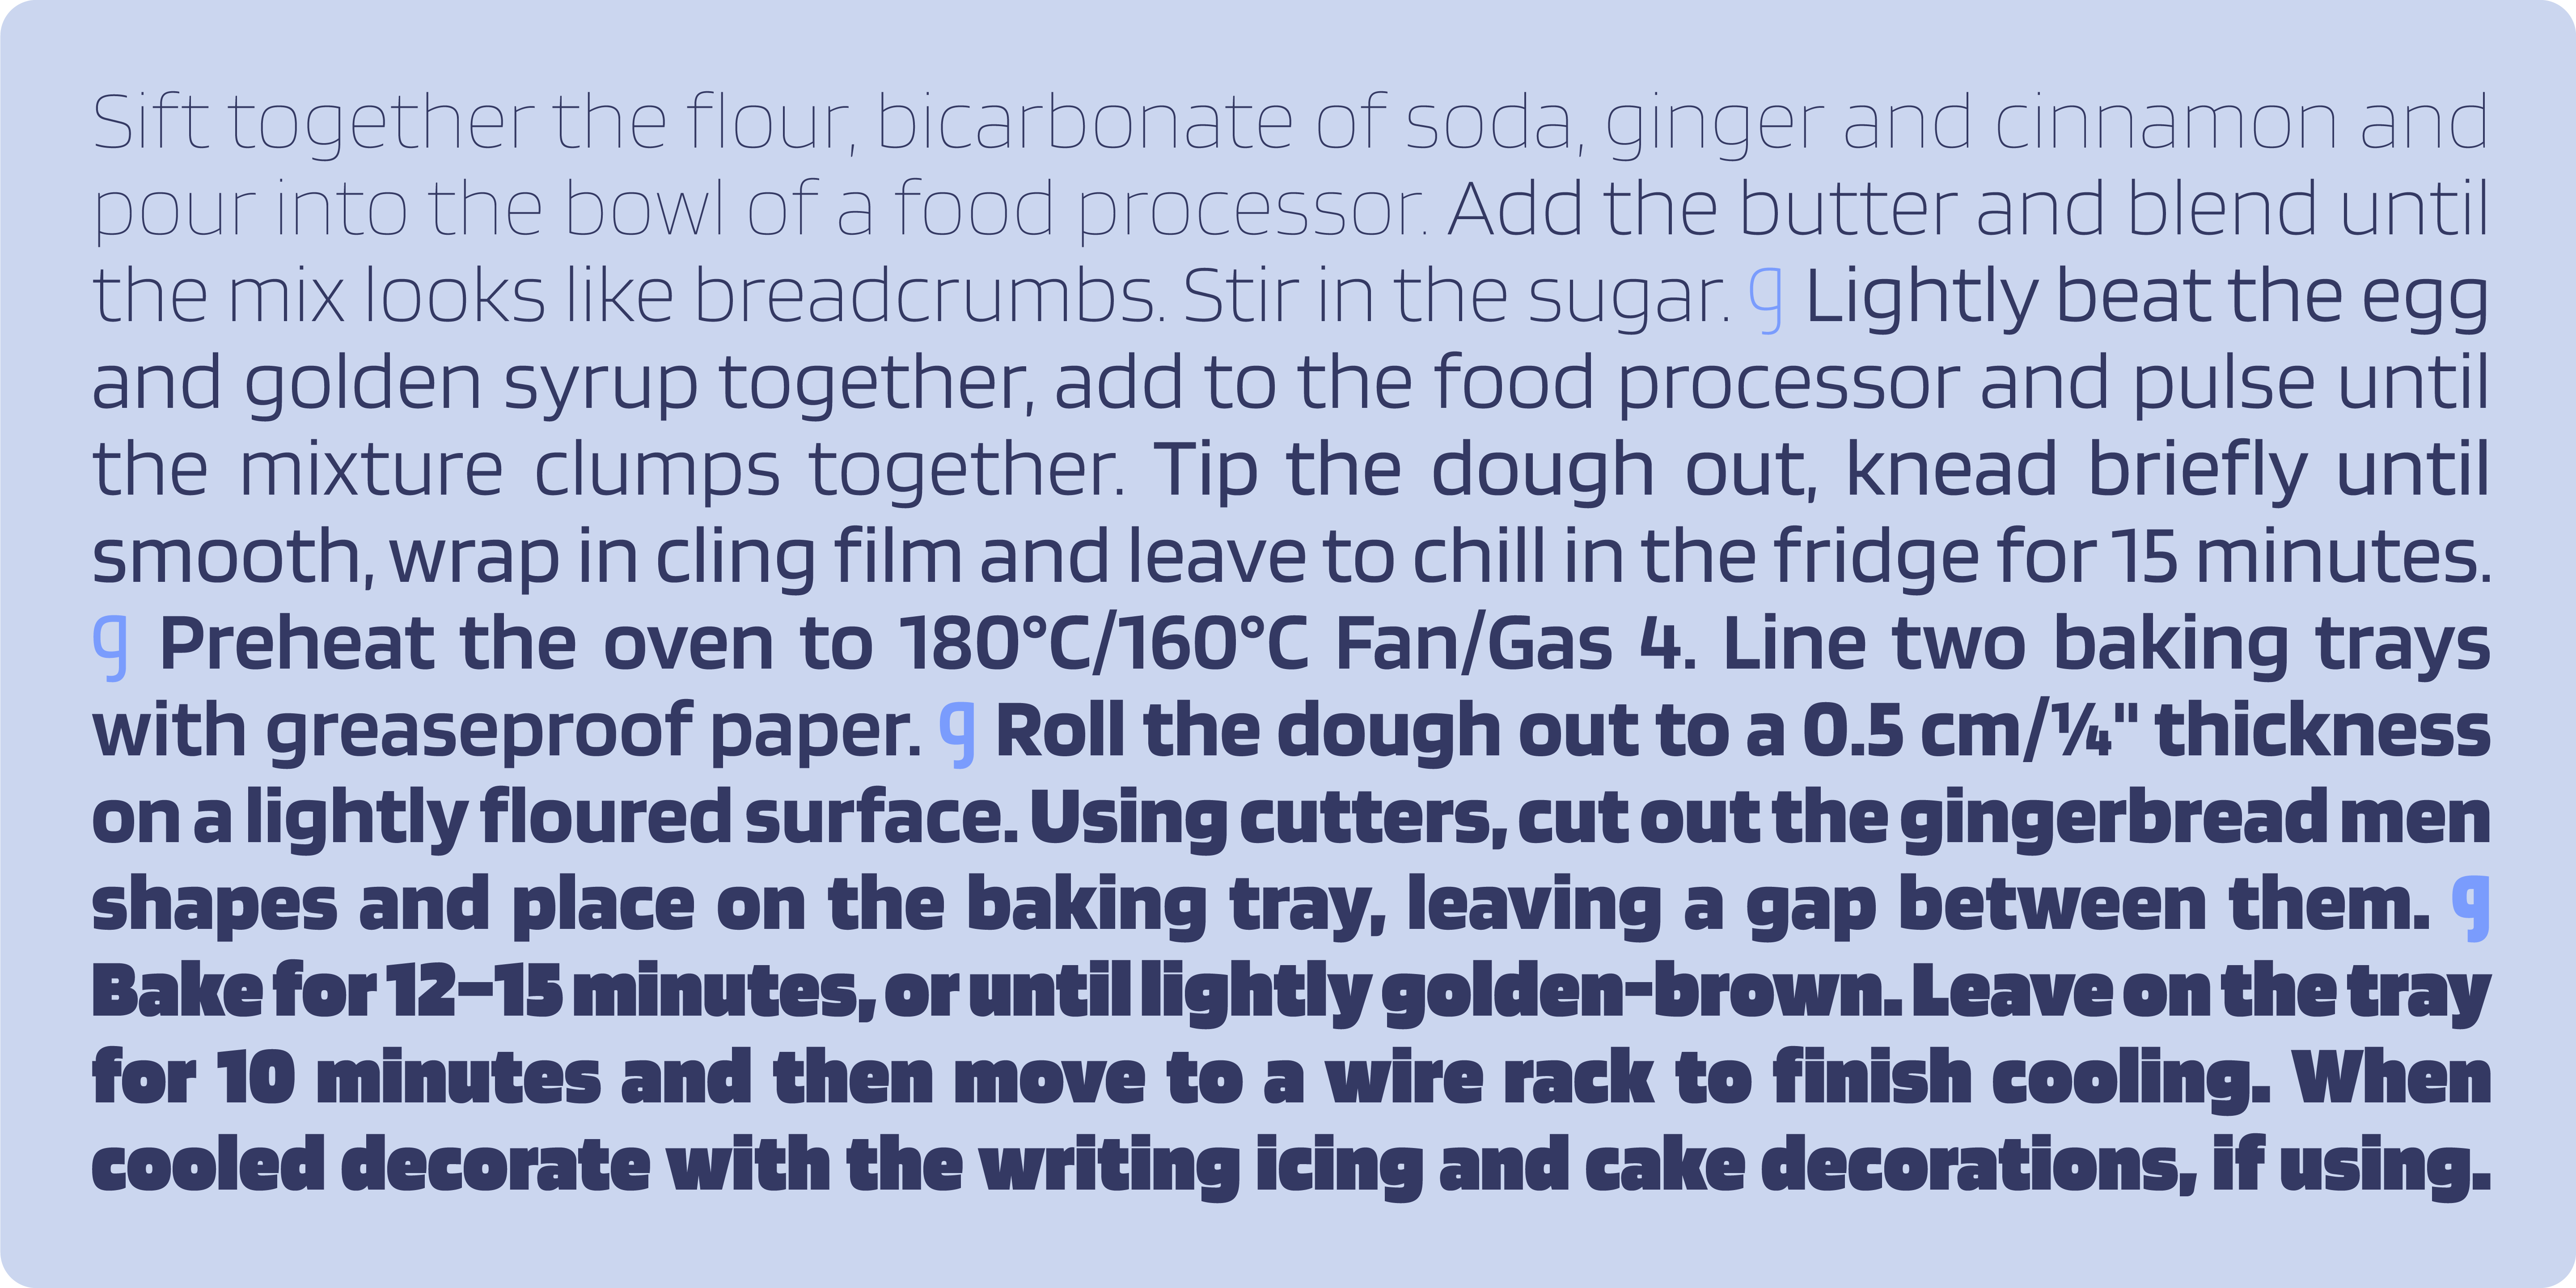 Sift together the flour, bicarbonate of soda, ginger and cinnamon and
pour into the bowl of a food processor. Add the butter and blend until
the mix looks like breadcrumbs. Stir in the sugar. ¶ Lightly beat the egg
and golden syrup together, add to the food processor and pulse until
the mixture clumps together. Tip the dough out, knead briefly until
smooth, wrap in cling film and leave to chill in the fridge for 15 minutes.
¶ Preheat the oven to 180°C/160°C Fan/Gas 4. Line two baking trays
with greaseproof paper. ¶ Roll the dough out to a 0.5 cm/¼" thickness
on a lightly floured surface. Using cutters, cut out the gingerbread men
shapes and place on the baking tray, leaving a gap between them. ¶
Bake for 12–15 minutes, or until lightly golden-brown. Leave on the tray
for 10 minutes and then move to a wire rack to finish cooling. When
cooled decorate with the writing icing and cake decorations, if using.